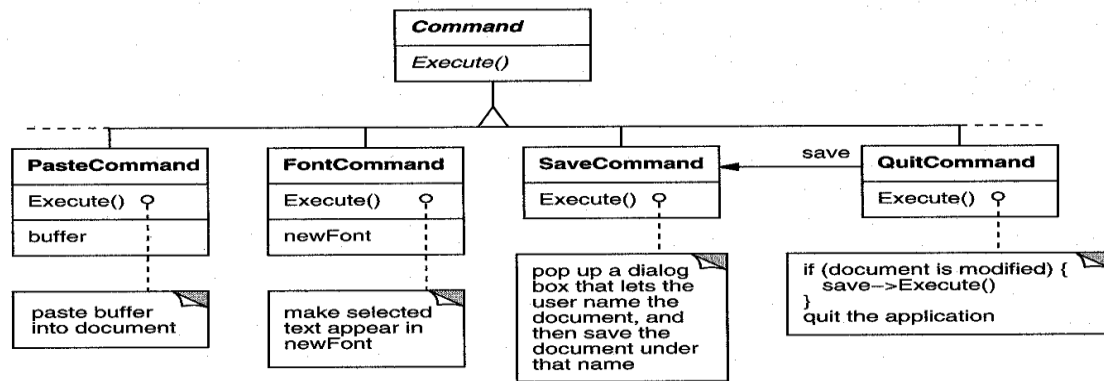 Command
Execute()
PasteCommand
Execute()
buffer
paste buffer
into document
FontCommand
Execute()
newFont
make selected
text appear in
newFont
SaveCommand
Execute()
pop up a dialog
box that lets the
user name the
document, and
then save the
document under
that name
save
QuitCommand
Execute()
if (document is modified) {
save–>Execute()
}
quit the application